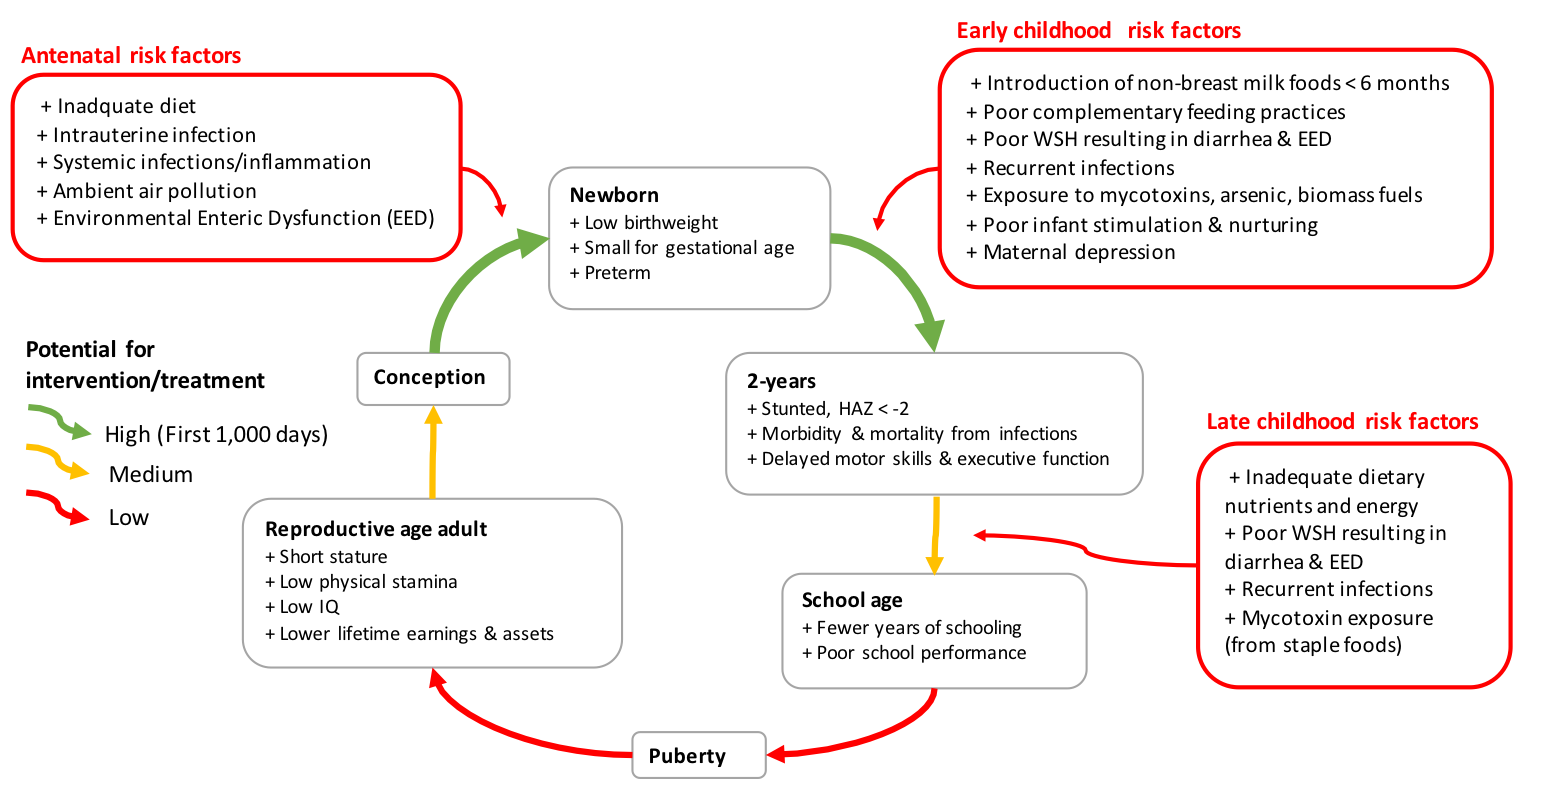 Antenatal risk factors
+ Inadquate diet
+ Intrauterine infection
+ Systemic infections/inflammation
+ Ambient air pollution
+ Environmental Enteric Dysfunction (EED)
Early childhood risk factors
+ Introduction of non-breast milk foods < 6 months
+ Poor complementary feeding practices
+ Poor WSH resulting in diarrhea & EED
+ Recurrent infections
+ Exposure to mycotoxins, arsenic, biomass fuels
+ Poor infant stimulation & nurturing
+ Maternal depression
Newborn
+ Low birthweight
+ Small for gestational age
+ Preterm
Potential for
intervention/treatment
High (First 1,000 days)
Medium
Low
Conception
2-years
+ Stunted, HAZ < -2
+ Morbidity & mortality from infections
+ Delayed motor skills & executive function
Late childhood risk factors
+ Inadequate dietary
nutrients and energy
+ Poor WSH resulting in
diarrhea & EED
+ Recurrent infections
+ Mycotoxin exposure
(from staple foods)
Reproductive age adult
+ Short stature
+ Low physical stamina
+ Low IQ
+ Lower lifetime earnings & assets
School age
+ Fewer years of schooling
+ Poor school performance
Puberty